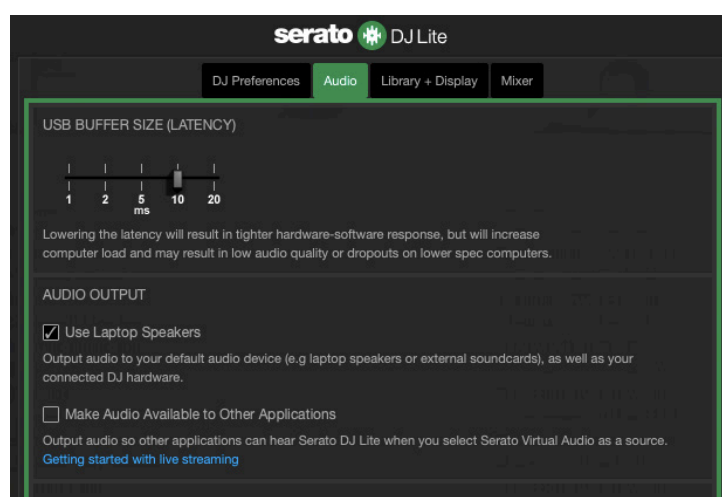 serato DJ Lite
DJ Preferences Audio Library + Display Mixer
USB BUFFER SIZE (LATENCY)
1 2 5 10 20
ms
Lowering the latency will result in tighter hardware-software response, but will increase
computer load and may result in low audio quality or dropouts on lower spec computers.
AUDIO OUTPUT
Use Laptop Speakers
Output audio to your default audio device (e.g laptop speakers or external soundcards), as well as your
connected DJ hardware.
Make Audio Available to Other Applications
Output audio so other applications can hear Serato DJ Lite when you select Serato Virtual Audio as a source.
Getting started with live streaming